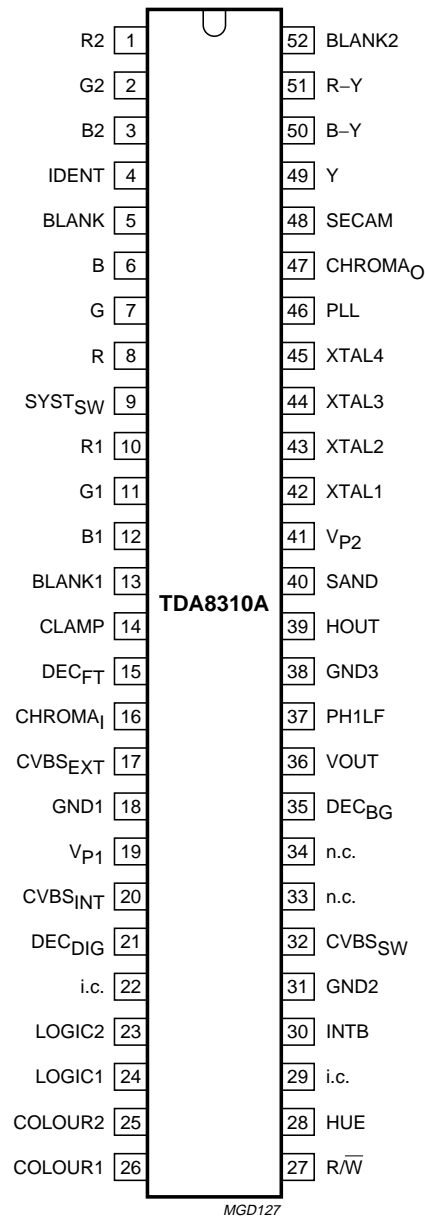 R2 1 52 BLANK2
G2 2 51 R–Y
B2 3 50 B–Y
IDENT 4 49 Y
BLANK 5 48 SECAM
B 6 47 CHROMAO
G 7 46 PLL
R 8 45 XTAL4
SYSTSW 9 44 XTAL3
R1 10 43 XTAL2
G1 11 42 XTAL1
B1 12 41 VP2
BLANK1 13 40 SAND
TDA8310A
CLAMP 14 39 HOUT
DECFT 15 38 GND3
CHROMAI 16 37 PH1LF
CVBSEXT 17 36 VOUT
GND1 18 35 DECBG
VP1 19 34 n.c.
CVBSINT 20 33 n.c.
DECDIG 21 32 CVBSSW
i.c. 22 31 GND2
LOGIC2 23 30 INTB
LOGIC1 24 29 i.c.
COLOUR2 25 28 HUE
COLOUR1 26 27 R/W̅
MGD127